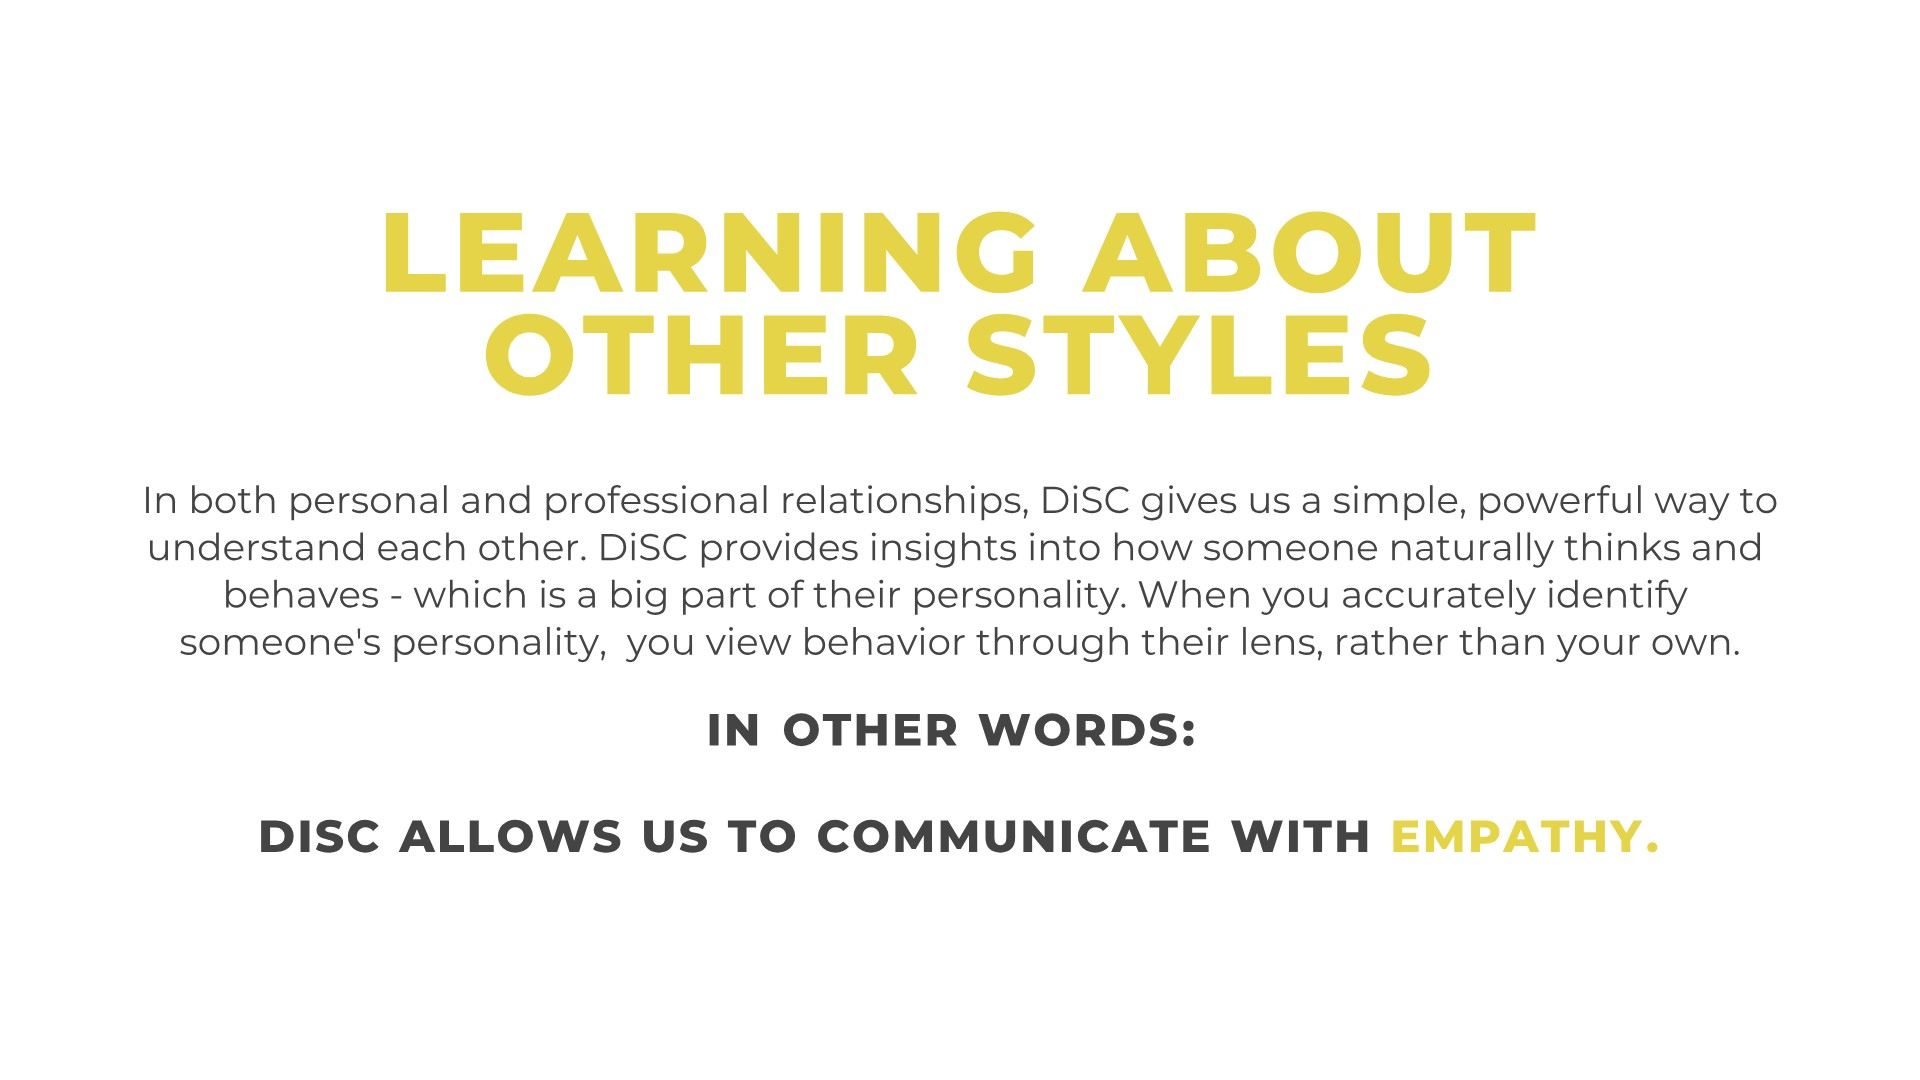 LEARNING ABOUT
OTHER STYLES
In both personal and professional relationships, DiSC gives us a simple, powerful way to
understand each other. DiSC provides insights into how someone naturally thinks and
behaves - which is a big part of their personality. When you accurately identify
someone's personality,  you view behavior through their lens, rather than your own.
IN OTHER WORDS:
DISC ALLOWS US TO COMMUNICATE WITH EMPATHY.